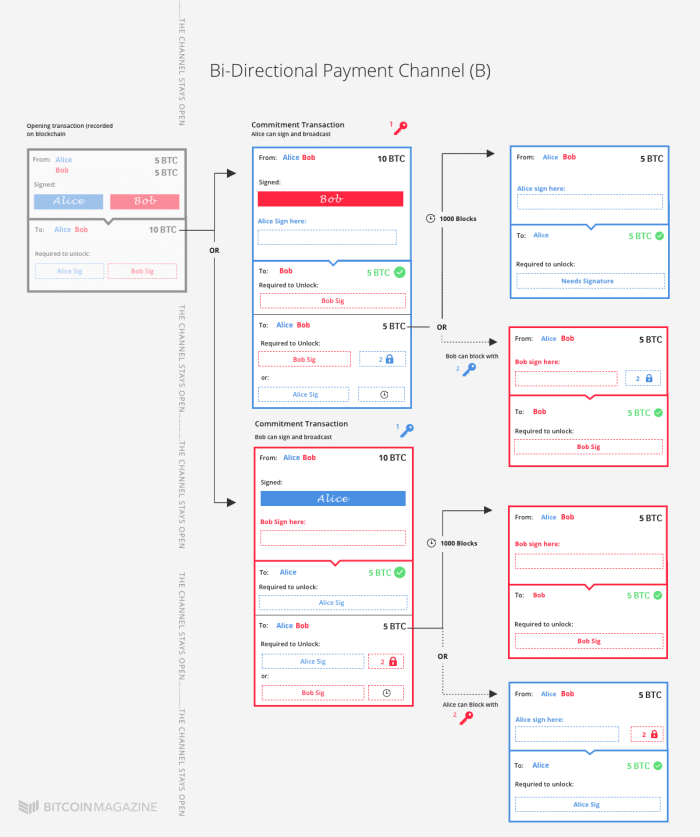 Bi-Directional Payment Channel (B)
.......THE CHANNEL STAYS OPEN
THE CHANNEL STAYS OPEN..........THE CHANNEL STAYS OPEN
THE CHANNEL STAYS OPEN..........THE CHANNEL STAYS OPEN
Opening transaction (recorded
on blockchain
From: Alice 5 BTC
Bob 5 BTC
Signed:
Alice Bob
To: Alice Bob 10 BTC
Required to unlock:
Alice Sig Bob Sig
OR
Commitment Transaction
Alice can sign and broadcast
1
From: Alice Bob 10 BTC
Signed:
Bob
Alice Sign here:
To: Bob 5 BTC
Required to Unlock:
Bob Sig
To: Alice Bob 5 BTC
Required to Unlock:
Bob Sig 2
or:
Alice Sig
1000 Blocks
OR
Bob can block with
2
From: Alice Bob 5 BTC
Alice sign here:
To: Alice 5 BTC
Required to unlock:
Needs Signature
From: Alice Bob 5 BTC
Bob sign here:
2
To: Bob 5 BTC
Requried to unlock:
Bob Sig
Commitment Transaction
Bob can sign and broadcast
1
From: Alice Bob 10 BTC
Signed:
Alice
Bob Sign here:
To: Alice 5 BTC
Required to unlock:
Alice Sig
To: Alice Bob 5 BTC
Required to Unlock:
Alice Sig 2
or:
Bob Sig
1000 Blocks
OR
Alice can Block with
2
From: Alice Bob 5 BTC
Bob sign here:
To: Bob 5 BTC
Required to unlock:
Bob Sig
From: Alice Bob 5 BTC
Alice sign here:
2
To: Alice 5 BTC
Requried to unlock:
Alice Sig
BITCOINMAGAZINE